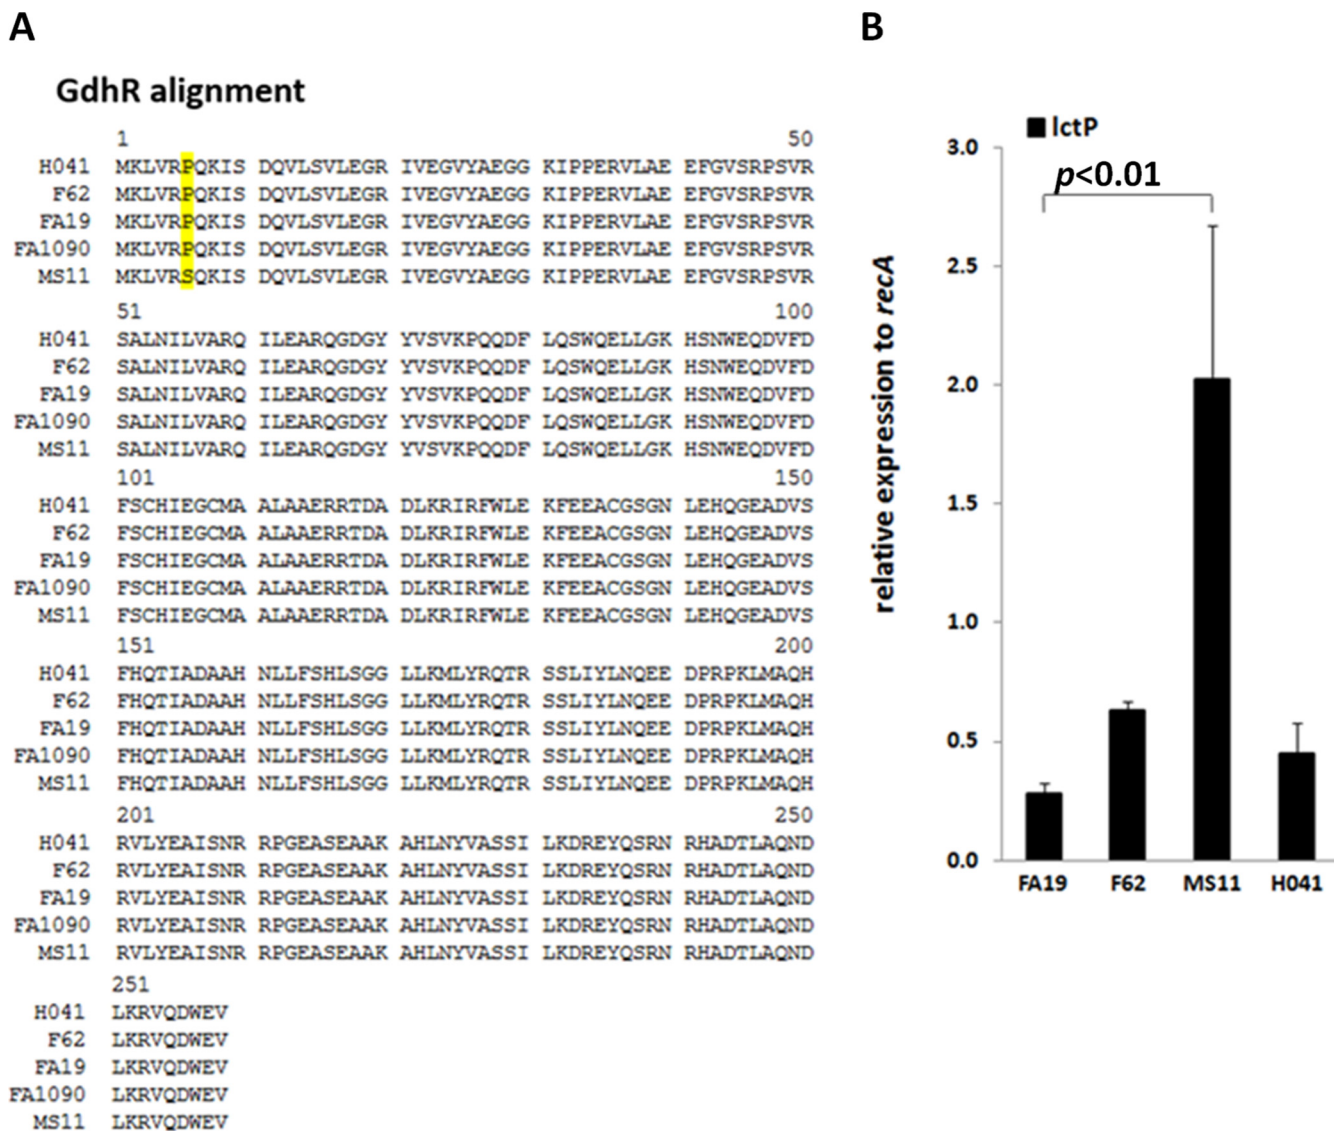 A
GdhR alignment
1 50
H041 MKLVRPQKIS DQVLSVLEGR IVEGVYAEGG KIPPERVLAE EFGVSRPSVR
F62 MKLVRPQKIS DQVLSVLEGR IVEGVYAEGG KIPPERVLAE EFGVSRPSVR
FA19 MKLVRPQKIS DQVLSVLEGR IVEGVYAEGG KIPPERVLAE EFGVSRPSVR
FA1090 MKLVRPQKIS DQVLSVLEGR IVEGVYAEGG KIPPERVLAE EFGVSRPSVR
MS11 MKLVRSQKIS DQVLSVLEGR IVEGVYAEGG KIPPERVLAE EFGVSRPSVR
51 100
H041 SALNILVARQ ILEARQGDGY YVSVKPQQDF LQSWQELLGK HSNWEQDVFD
F62 SALNILVARQ ILEARQGDGY YVSVKPQQDF LQSWQELLGK HSNWEQDVFD
FA19 SALNILVARQ ILEARQGDGY YVSVKPQQDF LQSWQELLGK HSNWEQDVFD
FA1090 SALNILVARQ ILEARQGDGY YVSVKPQQDF LQSWQELLGK HSNWEQDVFD
MS11 SALNILVARQ ILEARQGDGY YVSVKPQQDF LQSWQELLGK HSNWEQDVFD
101 150
H041 FSCHIEGCMA ALAAERRTDA DLKRIRFWLE KFEEACGSGN LEHQGEADVS
F62 FSCHIEGCMA ALAAERRTDA DLKRIRFWLE KFEEACGSGN LEHQGEADVS
FA19 FSCHIEGCMA ALAAERRTDA DLKRIRFWLE KFEEACGSGN LEHQGEADVS
FA1090 FSCHIEGCMA ALAAERRTDA DLKRIRFWLE KFEEACGSGN LEHQGEADVS
MS11 FSCHIEGCMA ALAAERRTDA DLKRIRFWLE KFEEACGSGN LEHQGEADVS
151 200
H041 FHQTIADAAH NLLFSHLSGG LLKMLYRQTR SSLIYLNQEE DPRPKLMAQH
F62 FHQTIADAAH NLLFSHLSGG LLKMLYRQTR SSLIYLNQEE DPRPKLMAQH
FA19 FHQTIADAAH NLLFSHLSGG LLKMLYRQTR SSLIYLNQEE DPRPKLMAQH
FA1090 FHQTIADAAH NLLFSHLSGG LLKMLYRQTR SSLIYLNQEE DPRPKLMAQH
MS11 FHQTIADAAH NLLFSHLSGG LLKMLYRQTR SSLIYLNQEE DPRPKLMAQH
201 250
H041 RVLYEAISNR RPGEASEAAK AHLNYVASSI LKDREYQSRN RHADTLAQND
F62 RVLYEAISNR RPGEASEAAK AHLNYVASSI LKDREYQSRN RHADTLAQND
FA19 RVLYEAISNR RPGEASEAAK AHLNYVASSI LKDREYQSRN RHADTLAQND
FA1090 RVLYEAISNR RPGEASEAAK AHLNYVASSI LKDREYQSRN RHADTLAQND
MS11 RVLYEAISNR RPGEASEAAK AHLNYVASSI LKDREYQSRN RHADTLAQND
251
H041 LKRVQDWEV
F62 LKRVQDWEV
FA19 LKRVQDWEV
FA1090 LKRVQDWEV
MS11 LKRVQDWEV
B
lctP
p<0.01
relative expression to recA
3.0
2.5
2.0
1.5
1.0
0.5
0.0
FA19 F62 MS11 H041